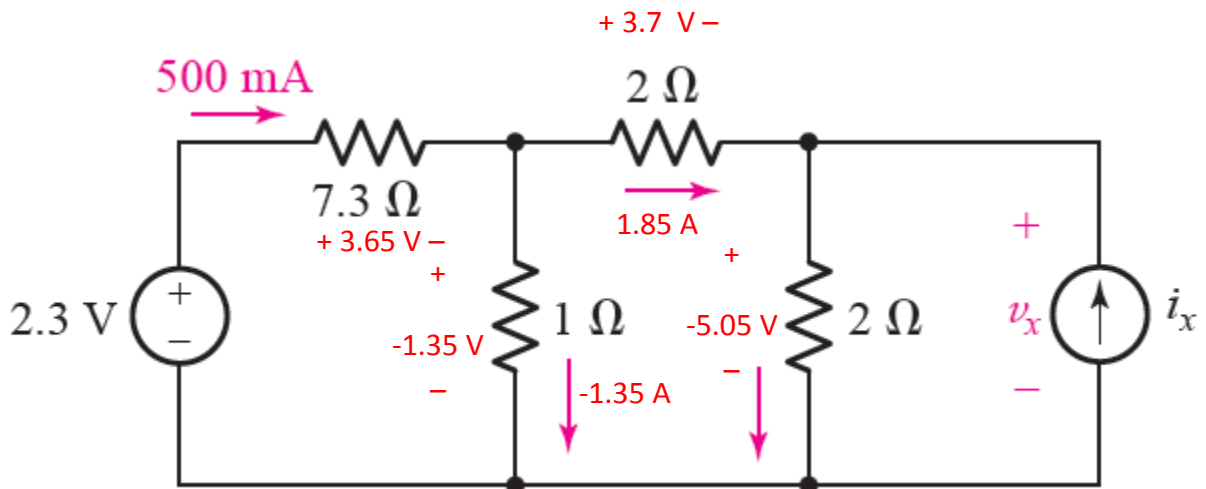 + 3.7 V –
500 mA
2 Ω
7.3 Ω
+ 3.65 V –
1.85 A
+
+
+
2.3 V
+
–
-1.35 V
1 Ω
-5.05 V
2 Ω
vₓ
iₓ
–
-1.35 A
–
–